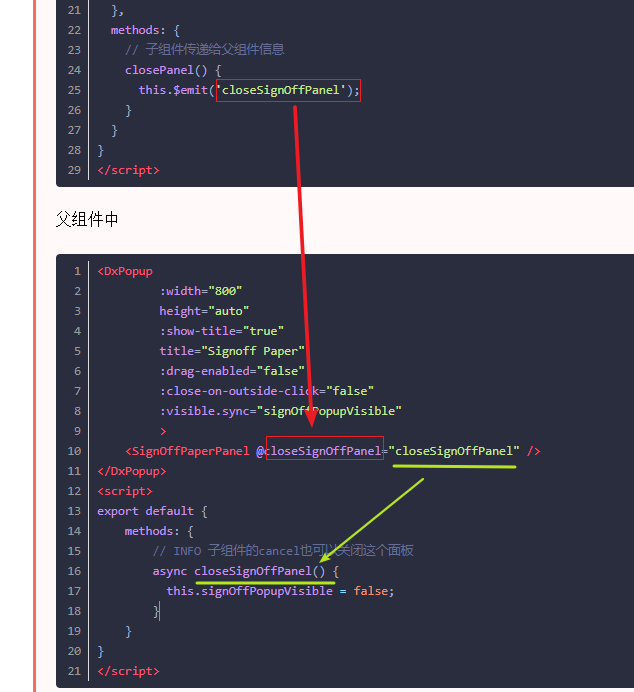 21 },
22 methods: {
23 // 子组件传递给父组件信息
24 closePanel() {
25 this.$emit('closeSignOffPanel');
26 }
27 }
28 }
29 </script>
父组件中
1 <DxPopup
2 :width="800"
3 height="auto"
4 :show-title="true"
5 title="Signoff Paper"
6 :drag-enabled="false"
7 :close-on-outside-click="false"
8 :visible.sync="signOffPopupVisible"
9 >
10 <SignOffPaperPanel @closeSignOffPanel="closeSignOffPanel" />
11 </DxPopup>
12 <script>
13 export default {
14 methods: {
15 // INFO 子组件的cancel也可以关闭这个面板
16 async closeSignOffPanel() {
17 this.signOffPopupVisible = false;
18 }
19 }
20 }
21 </script>